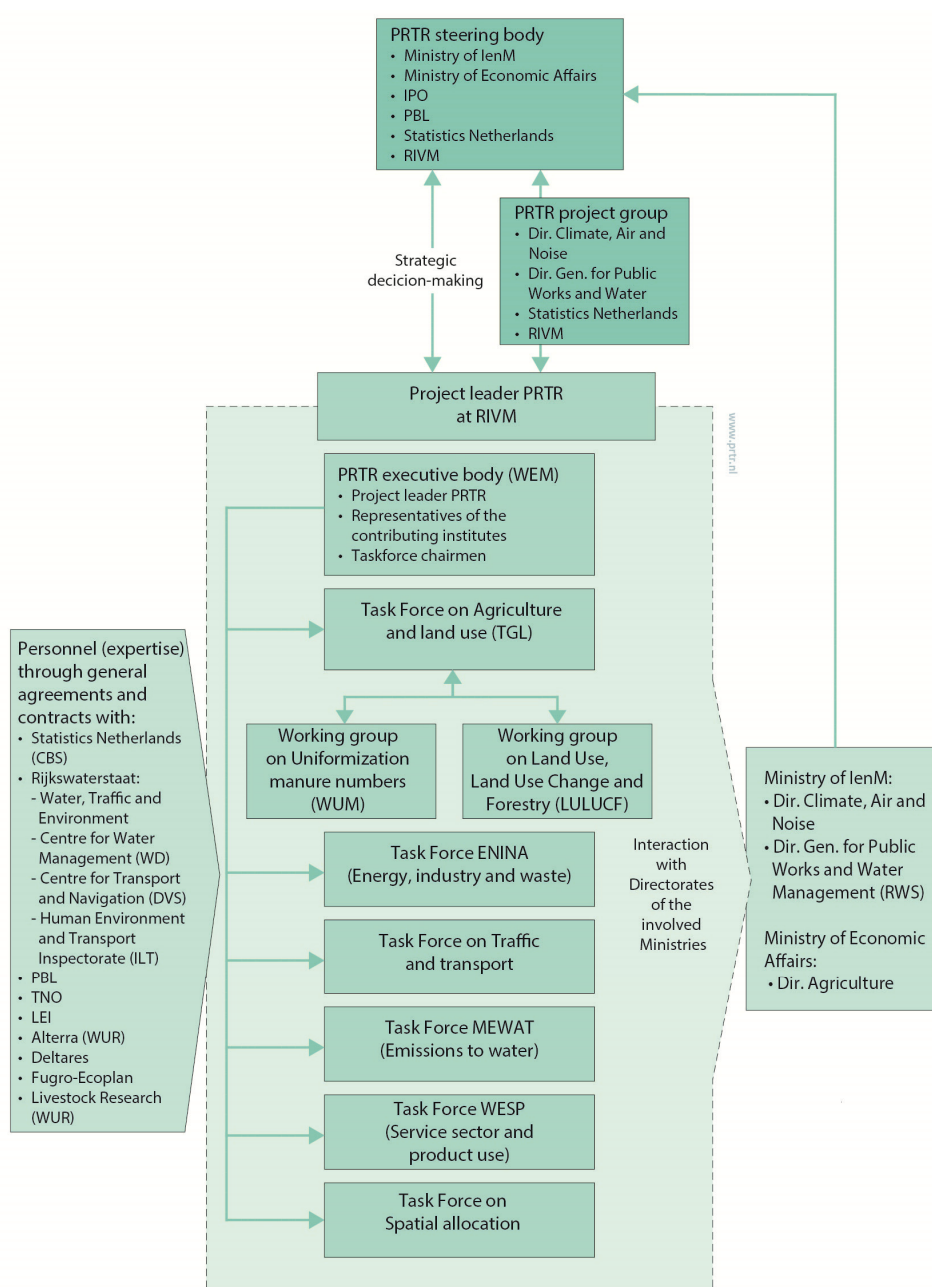 PRTR steering body
• Ministry of IenM
• Ministry of Economic Affairs
• IPO
• PBL
• Statistics Netherlands
• RIVM
PRTR project group
• Dir. Climate, Air and
Noise
• Dir. Gen. for Public
Works and Water
• Statistics Netherlands
• RIVM
Strategic
decicion-making
Project leader PRTR
at RIVM
www.prtr.nl
PRTR executive body (WEM)
• Project leader PRTR
• Representatives of the
contributing institutes
• Taskforce chairmen
Task Force on Agriculture
and land use (TGL)
Working group
on Uniformization
manure numbers
(WUM)
Working group
on Land Use,
Land Use Change and
Forestry (LULUCF)
Task Force ENINA
(Energy, industry and waste)
Task Force on Traffic
and transport
Task Force MEWAT
(Emissions to water)
Task Force WESP
(Service sector and
product use)
Task Force on
Spatial allocation
Personnel (expertise)
through general
agreements and
contracts with:
• Statistics Netherlands
(CBS)
• Rijkswaterstaat:
- Water, Traffic and
Environment
- Centre for Water
Management (WD)
- Centre for Transport
and Navigation (DVS)
- Human Environment
and Transport
Inspectorate (ILT)
• PBL
• TNO
• LEI
• Alterra (WUR)
• Deltares
• Fugro-Ecoplan
• Livestock Research
(WUR)
Interaction
with
Directorates
of the
involved
Ministries
Ministry of IenM:
• Dir. Climate, Air and
Noise
• Dir. Gen. for Public
Works and Water
Management (RWS)
Ministry of Economic
Affairs:
• Dir. Agriculture